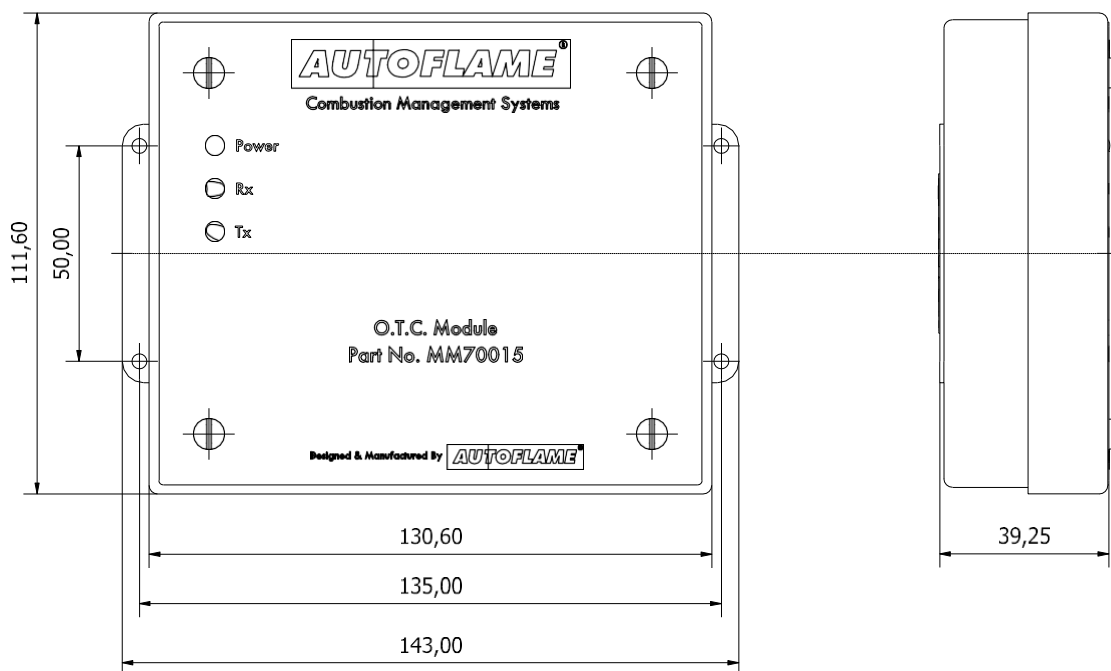 AUTOFLAME®
Combustion Management Systems
Power
Rx
Tx
111,60
50,00
O.T.C. Module
Part No. MM70015
Designed & Manufactured By AUTOFLAME®
130,60
39,25
135,00
143,00